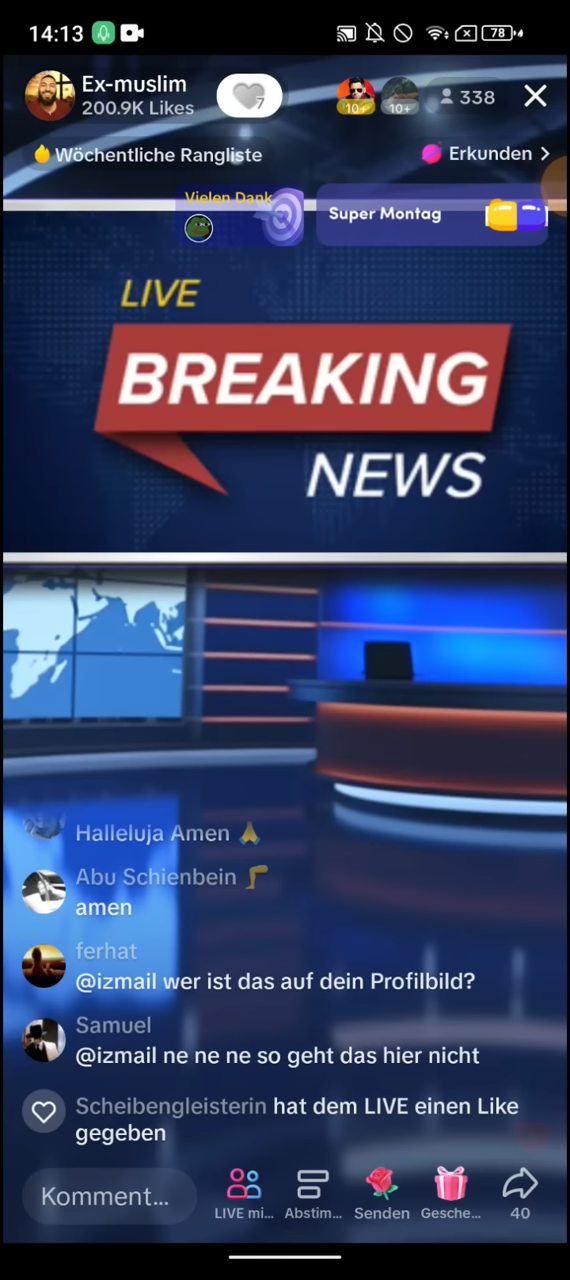 14:13
78
Ex-muslim
200.9K Likes
7
10+
10+
338
Wöchentliche Rangliste
Erkunden
Vielen Dank
Super Montag
LIVE
BREAKING
NEWS
Halleluja Amen 🙏
Abu Schienbein 🦵
amen
ferhat
@izmail wer ist das auf dein Profilbild?
Samuel
@izmail ne ne ne so geht das hier nicht
Scheibengleisterin hat dem LIVE einen Like
gegeben
Komment...
LIVE mi...
Abstim...
Senden
Gesche...
40